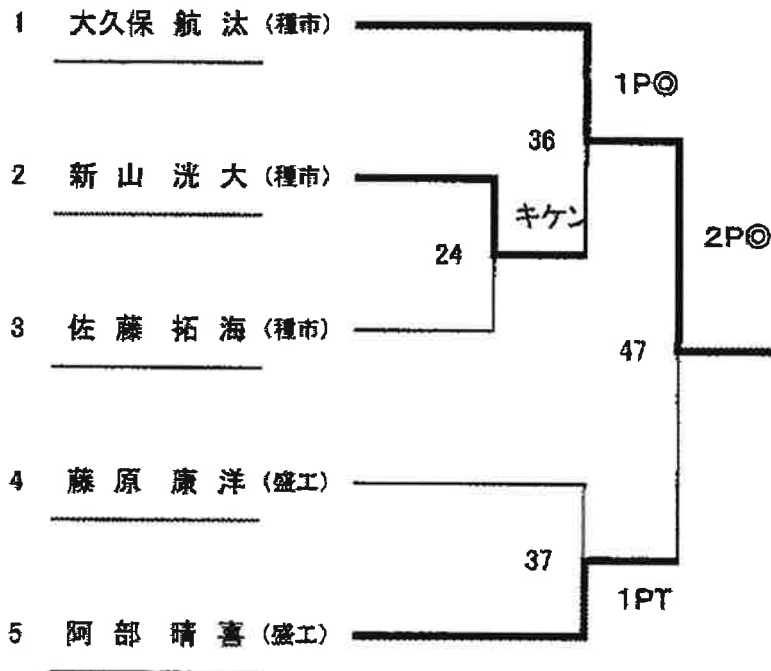 1 大久保 航 汰 (種市)
1P◎
36
2 新 山 洸 大 (種市)
キケン
24
2P◎
3 佐 藤 拓 海 (種市)
47
4 藤 原 康 洋 (盛工)
37
1PT
5 阿 部 晴 喜 (盛工)